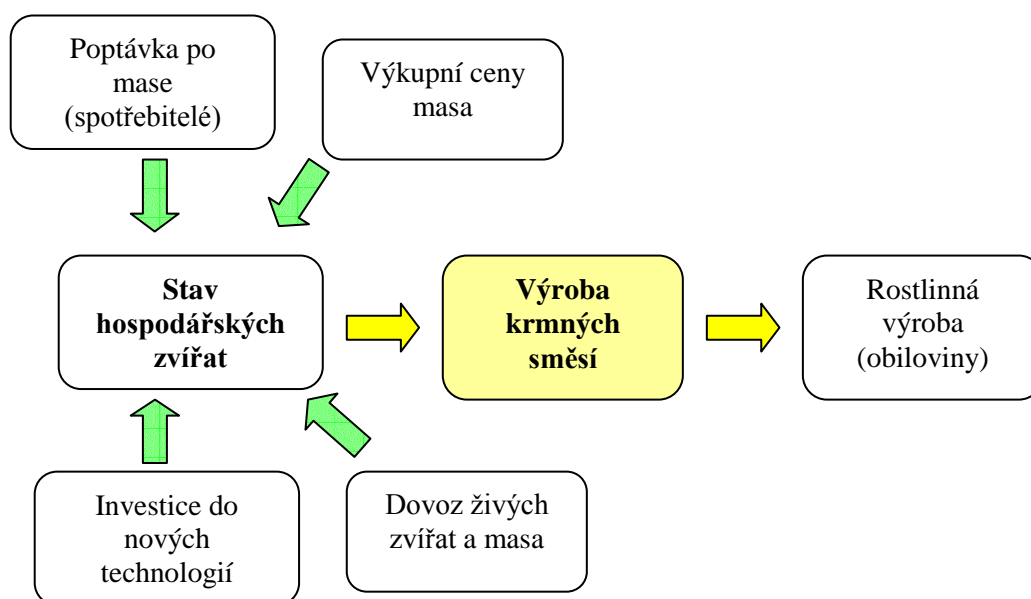 Poptávka po
mase
(spotřebitelé)
Výkupní ceny
masa
Stav
hospodářských
zvířat
Výroba
krmných
směsí
Rostlinná
výroba
(obiloviny)
Investice do
nových
technologií
Dovoz živých
zvířat a masa